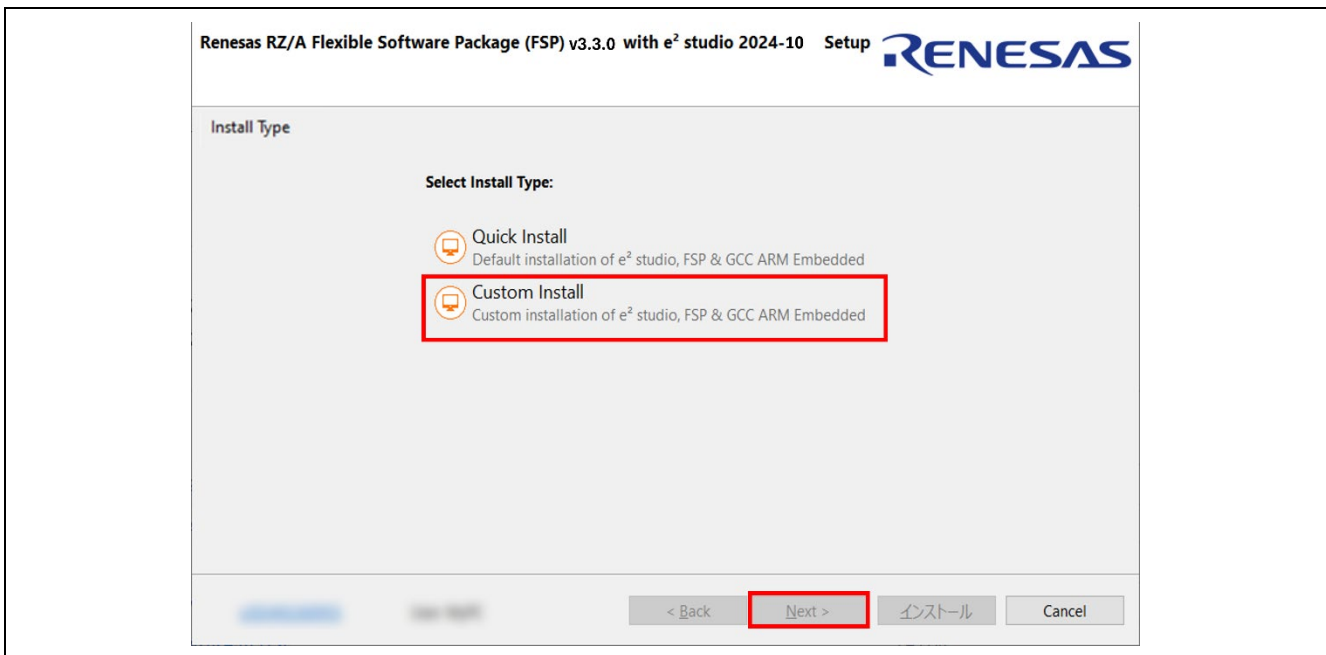 Renesas RZ/A Flexible Software Package (FSP) v3.3.0 with e² studio 2024-10 Setup RENESAS
Install Type
Select Install Type:
Quick Install
Default installation of e² studio, FSP & GCC ARM Embedded
Custom Install
Custom installation of e² studio, FSP & GCC ARM Embedded
< Back Next > インストール Cancel